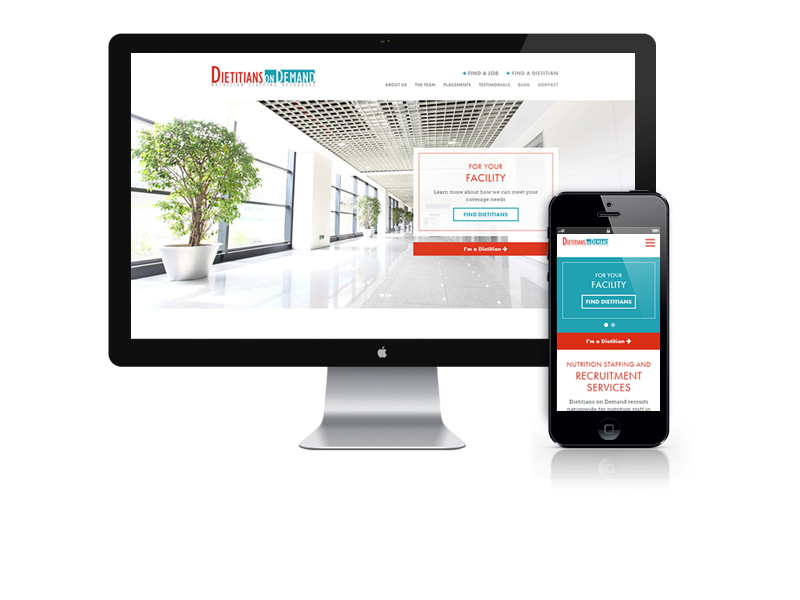 DIETITIANS ON DEMAND
NUTRITION STAFFING RESOURCES
FIND A JOB FIND A DIETITIAN
ABOUT US THE TEAM PLACEMENTS TESTIMONIALS BLOG CONTACT
FOR YOUR
FACILITY
Learn more about how we can meet your
coverage needs
FIND DIETITIANS
I'm a Dietitian →
DIETITIANS ON DEMAND
FOR YOUR
FACILITY
FIND DIETITIANS
I'm a Dietitian →
NUTRITION STAFFING AND
RECRUITMENT
SERVICES
Dietitians on Demand recruits
nationwide for nutrition staff in